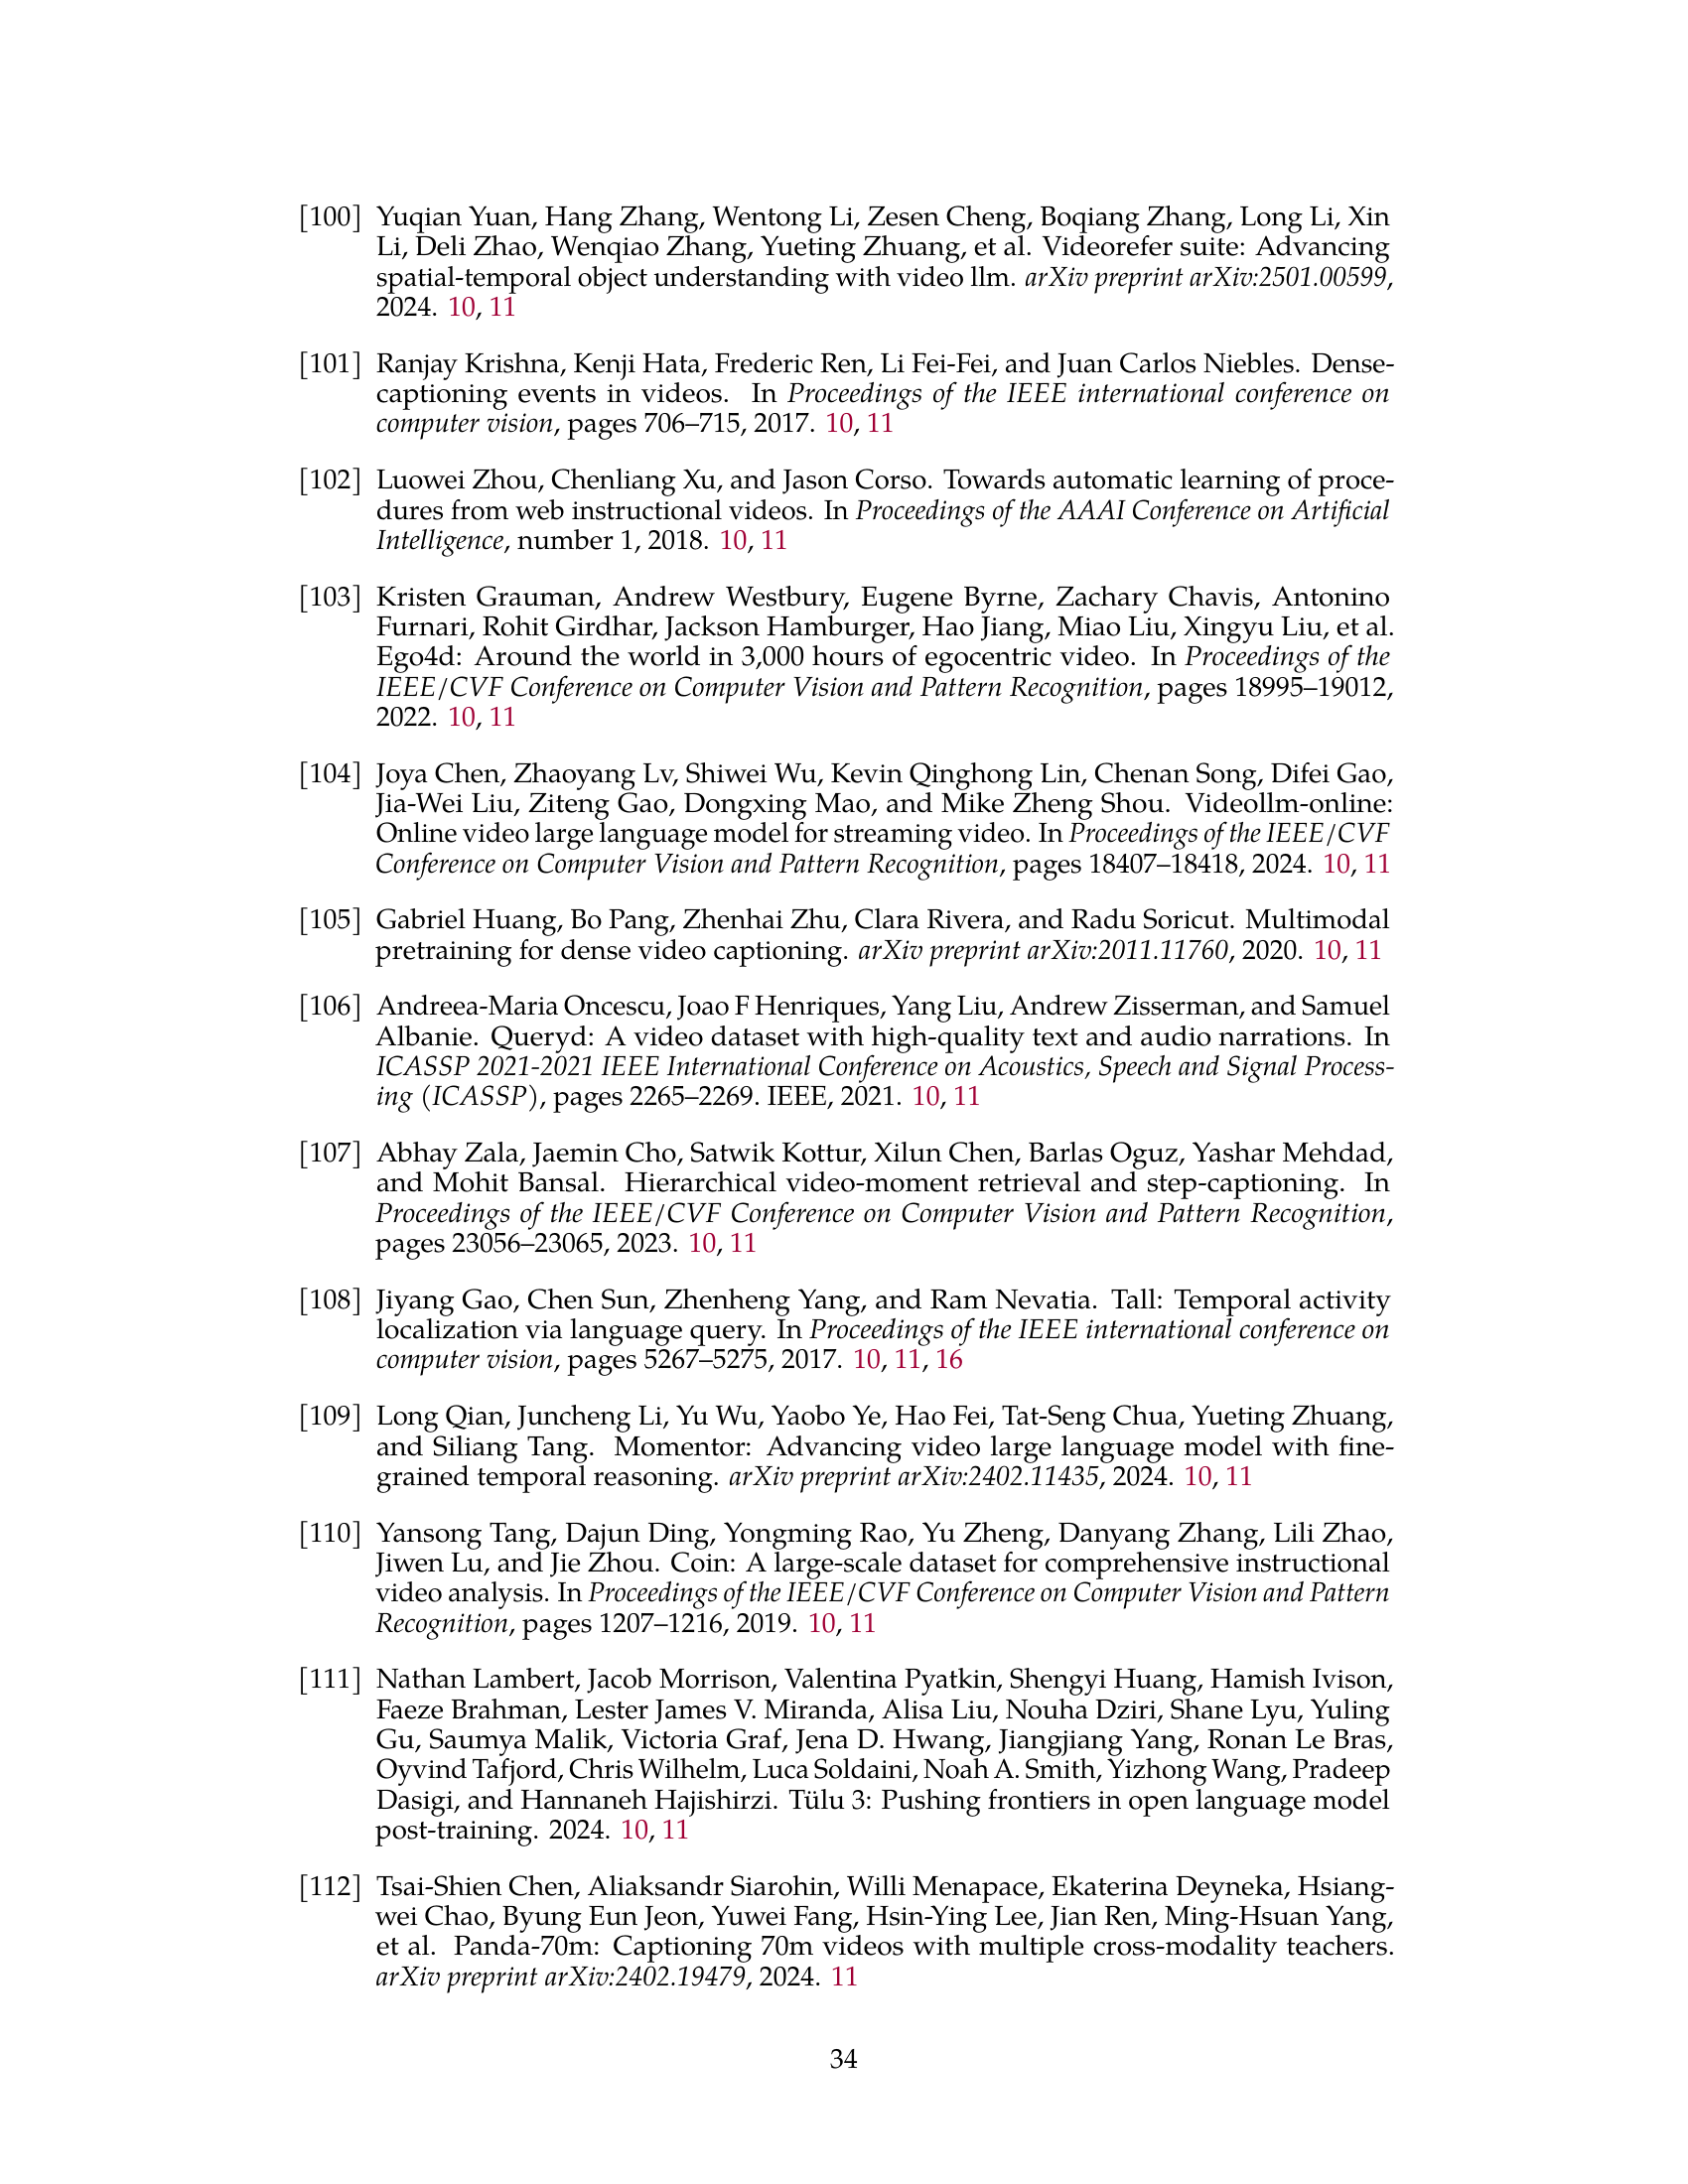 [100] Yuqian Yuan, Hang Zhang, Wentong Li, Zesen Cheng, Boqiang Zhang, Long Li, Xin
Li, Deli Zhao, Wenqiao Zhang, Yueting Zhuang, et al. Videorefer suite: Advancing
spatial-temporal object understanding with video llm. arXiv preprint arXiv:2501.00599,
2024. 10, 11
[101] Ranjay Krishna, Kenji Hata, Frederic Ren, Li Fei-Fei, and Juan Carlos Niebles. Dense-
captioning events in videos. In Proceedings of the IEEE international conference on
computer vision, pages 706–715, 2017. 10, 11
[102] Luowei Zhou, Chenliang Xu, and Jason Corso. Towards automatic learning of proce-
dures from web instructional videos. In Proceedings of the AAAI Conference on Artificial
Intelligence, number 1, 2018. 10, 11
[103] Kristen Grauman, Andrew Westbury, Eugene Byrne, Zachary Chavis, Antonino
Furnari, Rohit Girdhar, Jackson Hamburger, Hao Jiang, Miao Liu, Xingyu Liu, et al.
Ego4d: Around the world in 3,000 hours of egocentric video. In Proceedings of the
IEEE/CVF Conference on Computer Vision and Pattern Recognition, pages 18995–19012,
2022. 10, 11
[104] Joya Chen, Zhaoyang Lv, Shiwei Wu, Kevin Qinghong Lin, Chenan Song, Difei Gao,
Jia-Wei Liu, Ziteng Gao, Dongxing Mao, and Mike Zheng Shou. Videollm-online:
Online video large language model for streaming video. In Proceedings of the IEEE/CVF
Conference on Computer Vision and Pattern Recognition, pages 18407–18418, 2024. 10, 11
[105] Gabriel Huang, Bo Pang, Zhenhai Zhu, Clara Rivera, and Radu Soricut. Multimodal
pretraining for dense video captioning. arXiv preprint arXiv:2011.11760, 2020. 10, 11
[106] Andreea-Maria Oncescu, Joao F Henriques, Yang Liu, Andrew Zisserman, and Samuel
Albanie. Queryd: A video dataset with high-quality text and audio narrations. In
ICASSP 2021-2021 IEEE International Conference on Acoustics, Speech and Signal Process-
ing (ICASSP), pages 2265–2269. IEEE, 2021. 10, 11
[107] Abhay Zala, Jaemin Cho, Satwik Kottur, Xilun Chen, Barlas Oguz, Yashar Mehdad,
and Mohit Bansal. Hierarchical video-moment retrieval and step-captioning. In
Proceedings of the IEEE/CVF Conference on Computer Vision and Pattern Recognition,
pages 23056–23065, 2023. 10, 11
[108] Jiyang Gao, Chen Sun, Zhenheng Yang, and Ram Nevatia. Tall: Temporal activity
localization via language query. In Proceedings of the IEEE international conference on
computer vision, pages 5267–5275, 2017. 10, 11, 16
[109] Long Qian, Juncheng Li, Yu Wu, Yaobo Ye, Hao Fei, Tat-Seng Chua, Yueting Zhuang,
and Siliang Tang. Momentor: Advancing video large language model with fine-
grained temporal reasoning. arXiv preprint arXiv:2402.11435, 2024. 10, 11
[110] Yansong Tang, Dajun Ding, Yongming Rao, Yu Zheng, Danyang Zhang, Lili Zhao,
Jiwen Lu, and Jie Zhou. Coin: A large-scale dataset for comprehensive instructional
video analysis. In Proceedings of the IEEE/CVF Conference on Computer Vision and Pattern
Recognition, pages 1207–1216, 2019. 10, 11
[111] Nathan Lambert, Jacob Morrison, Valentina Pyatkin, Shengyi Huang, Hamish Ivison,
Faeze Brahman, Lester James V. Miranda, Alisa Liu, Nouha Dziri, Shane Lyu, Yuling
Gu, Saumya Malik, Victoria Graf, Jena D. Hwang, Jiangjiang Yang, Ronan Le Bras,
Oyvind Tafjord, Chris Wilhelm, Luca Soldaini, Noah A. Smith, Yizhong Wang, Pradeep
Dasigi, and Hannaneh Hajishirzi. Tülu 3: Pushing frontiers in open language model
post-training. 2024. 10, 11
[112] Tsai-Shien Chen, Aliaksandr Siarohin, Willi Menapace, Ekaterina Deyneka, Hsiang-
wei Chao, Byung Eun Jeon, Yuwei Fang, Hsin-Ying Lee, Jian Ren, Ming-Hsuan Yang,
et al. Panda-70m: Captioning 70m videos with multiple cross-modality teachers.
arXiv preprint arXiv:2402.19479, 2024. 11
34